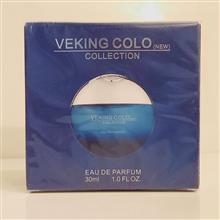 VEKING COLO (NEW)
COLLECTION
VEKING COLO
EAU DE PARFUM
30ml 1.0 FL OZ.